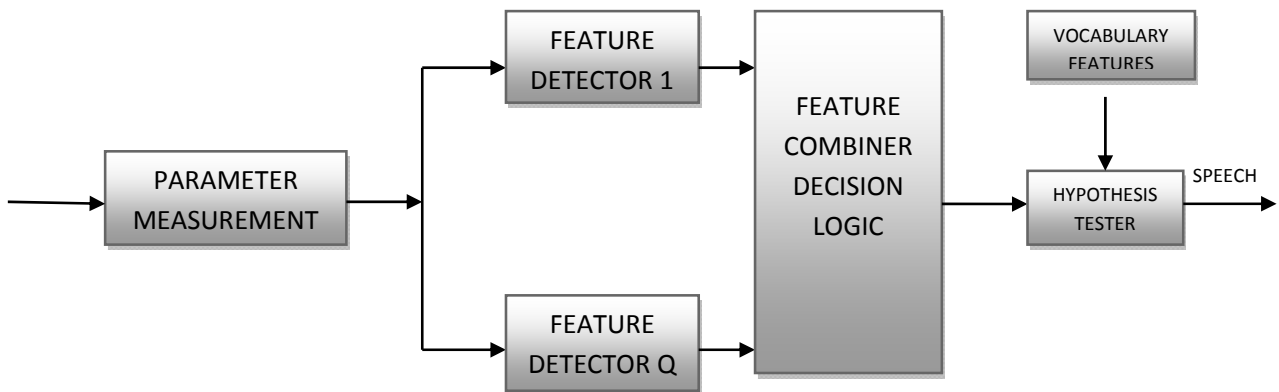 PARAMETER
MEASUREMENT
FEATURE
DETECTOR 1
FEATURE
DETECTOR Q
FEATURE
COMBINER
DECISION
LOGIC
VOCABULARY
FEATURES
HYPOTHESIS
TESTER
SPEECH